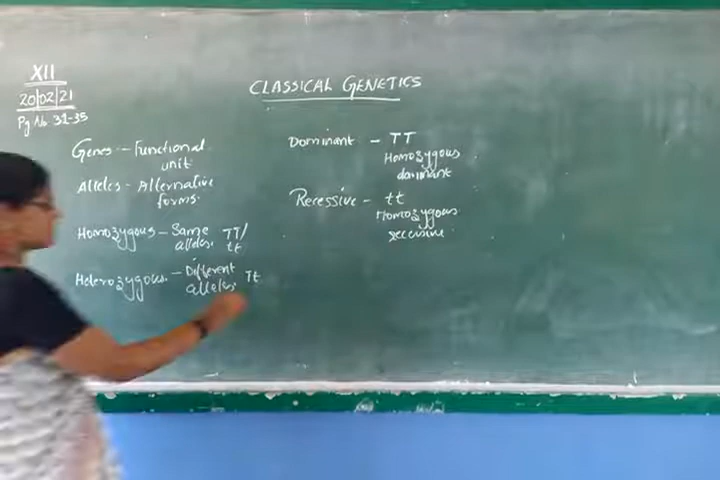 XII
20/02/21
Pg No. 31-35
CLASSICAL GENETICS
Genes - Functional
unit.
Alleles - Alternative
forms.
Homozygous - Same
alleles. TT/
tt
Heterozygous. - Different
alleles. Tt
Dominant - TT
Homozygous
dominant
Recessive - tt
Homozygous
reccisive.